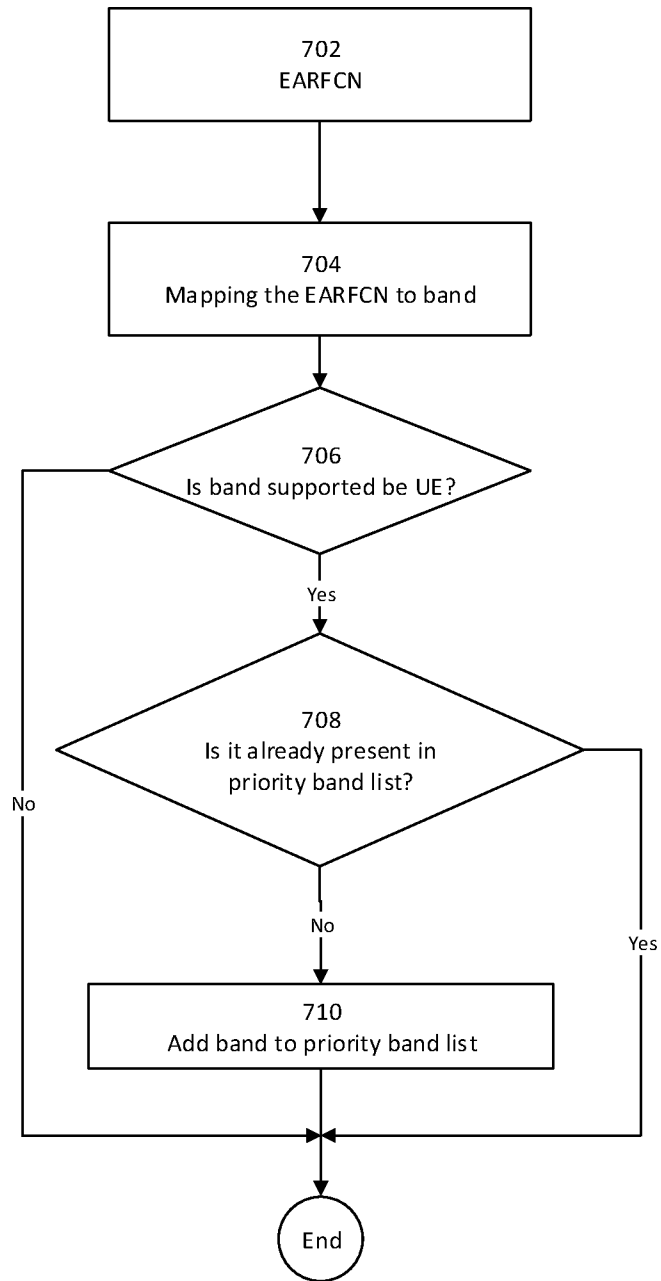 702
EARFCN
704
Mapping the EARFCN to band
706
Is band supported be UE?
Yes
708
Is it already present in
priority band list?
No
No
Yes
710
Add band to priority band list
End